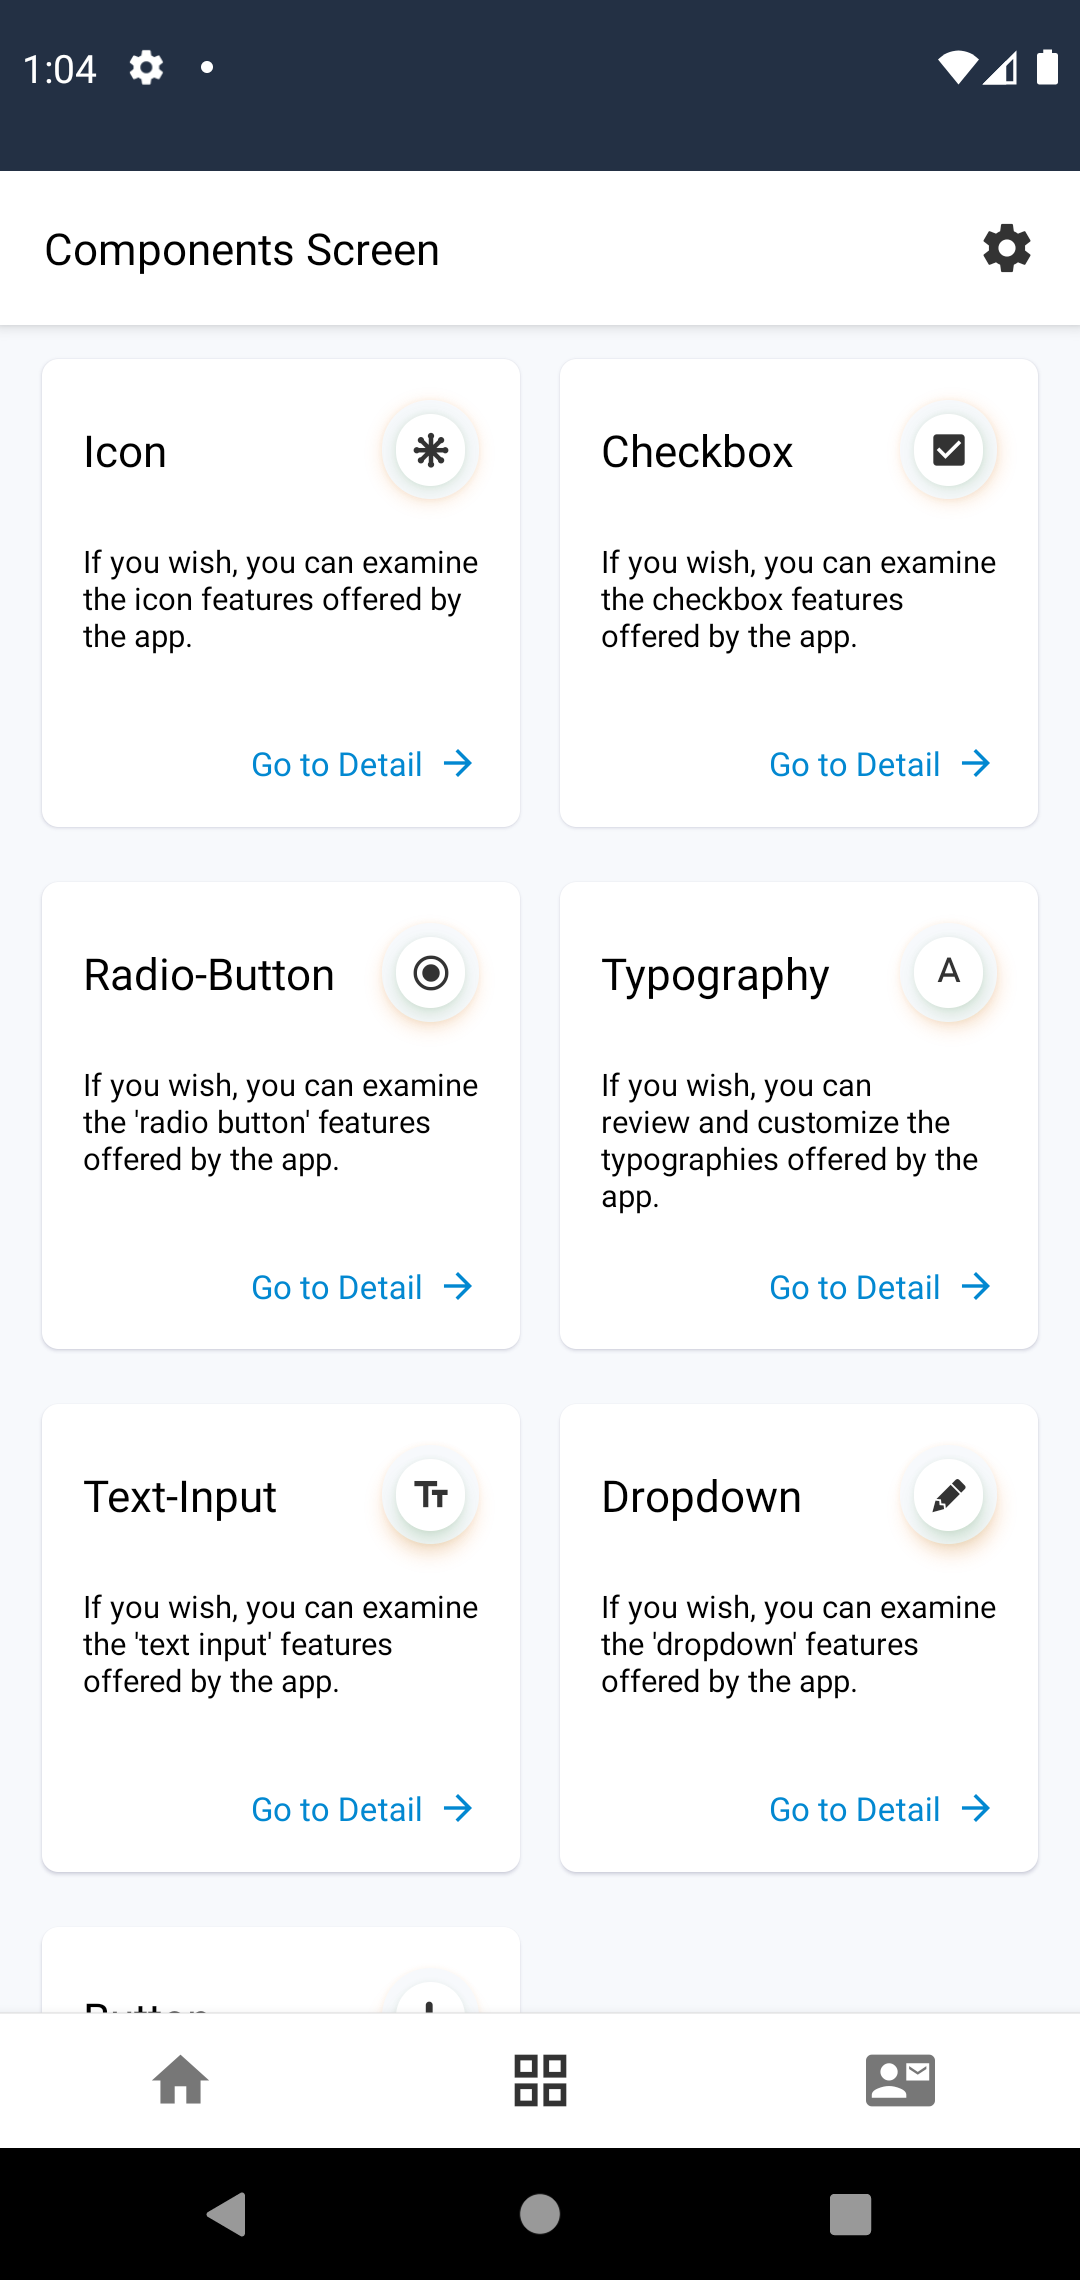 1:04
Components Screen
Icon
If you wish, you can examine
the icon features offered by
the app.
Go to Detail
Checkbox
If you wish, you can examine
the checkbox features
offered by the app.
Go to Detail
Radio-Button
If you wish, you can examine
the 'radio button' features
offered by the app.
Go to Detail
Typography
A
If you wish, you can
review and customize the
typographies offered by the
app.
Go to Detail
Text-Input
Tт
If you wish, you can examine
the 'text input' features
offered by the app.
Go to Detail
Dropdown
If you wish, you can examine
the 'dropdown' features
offered by the app.
Go to Detail
Button